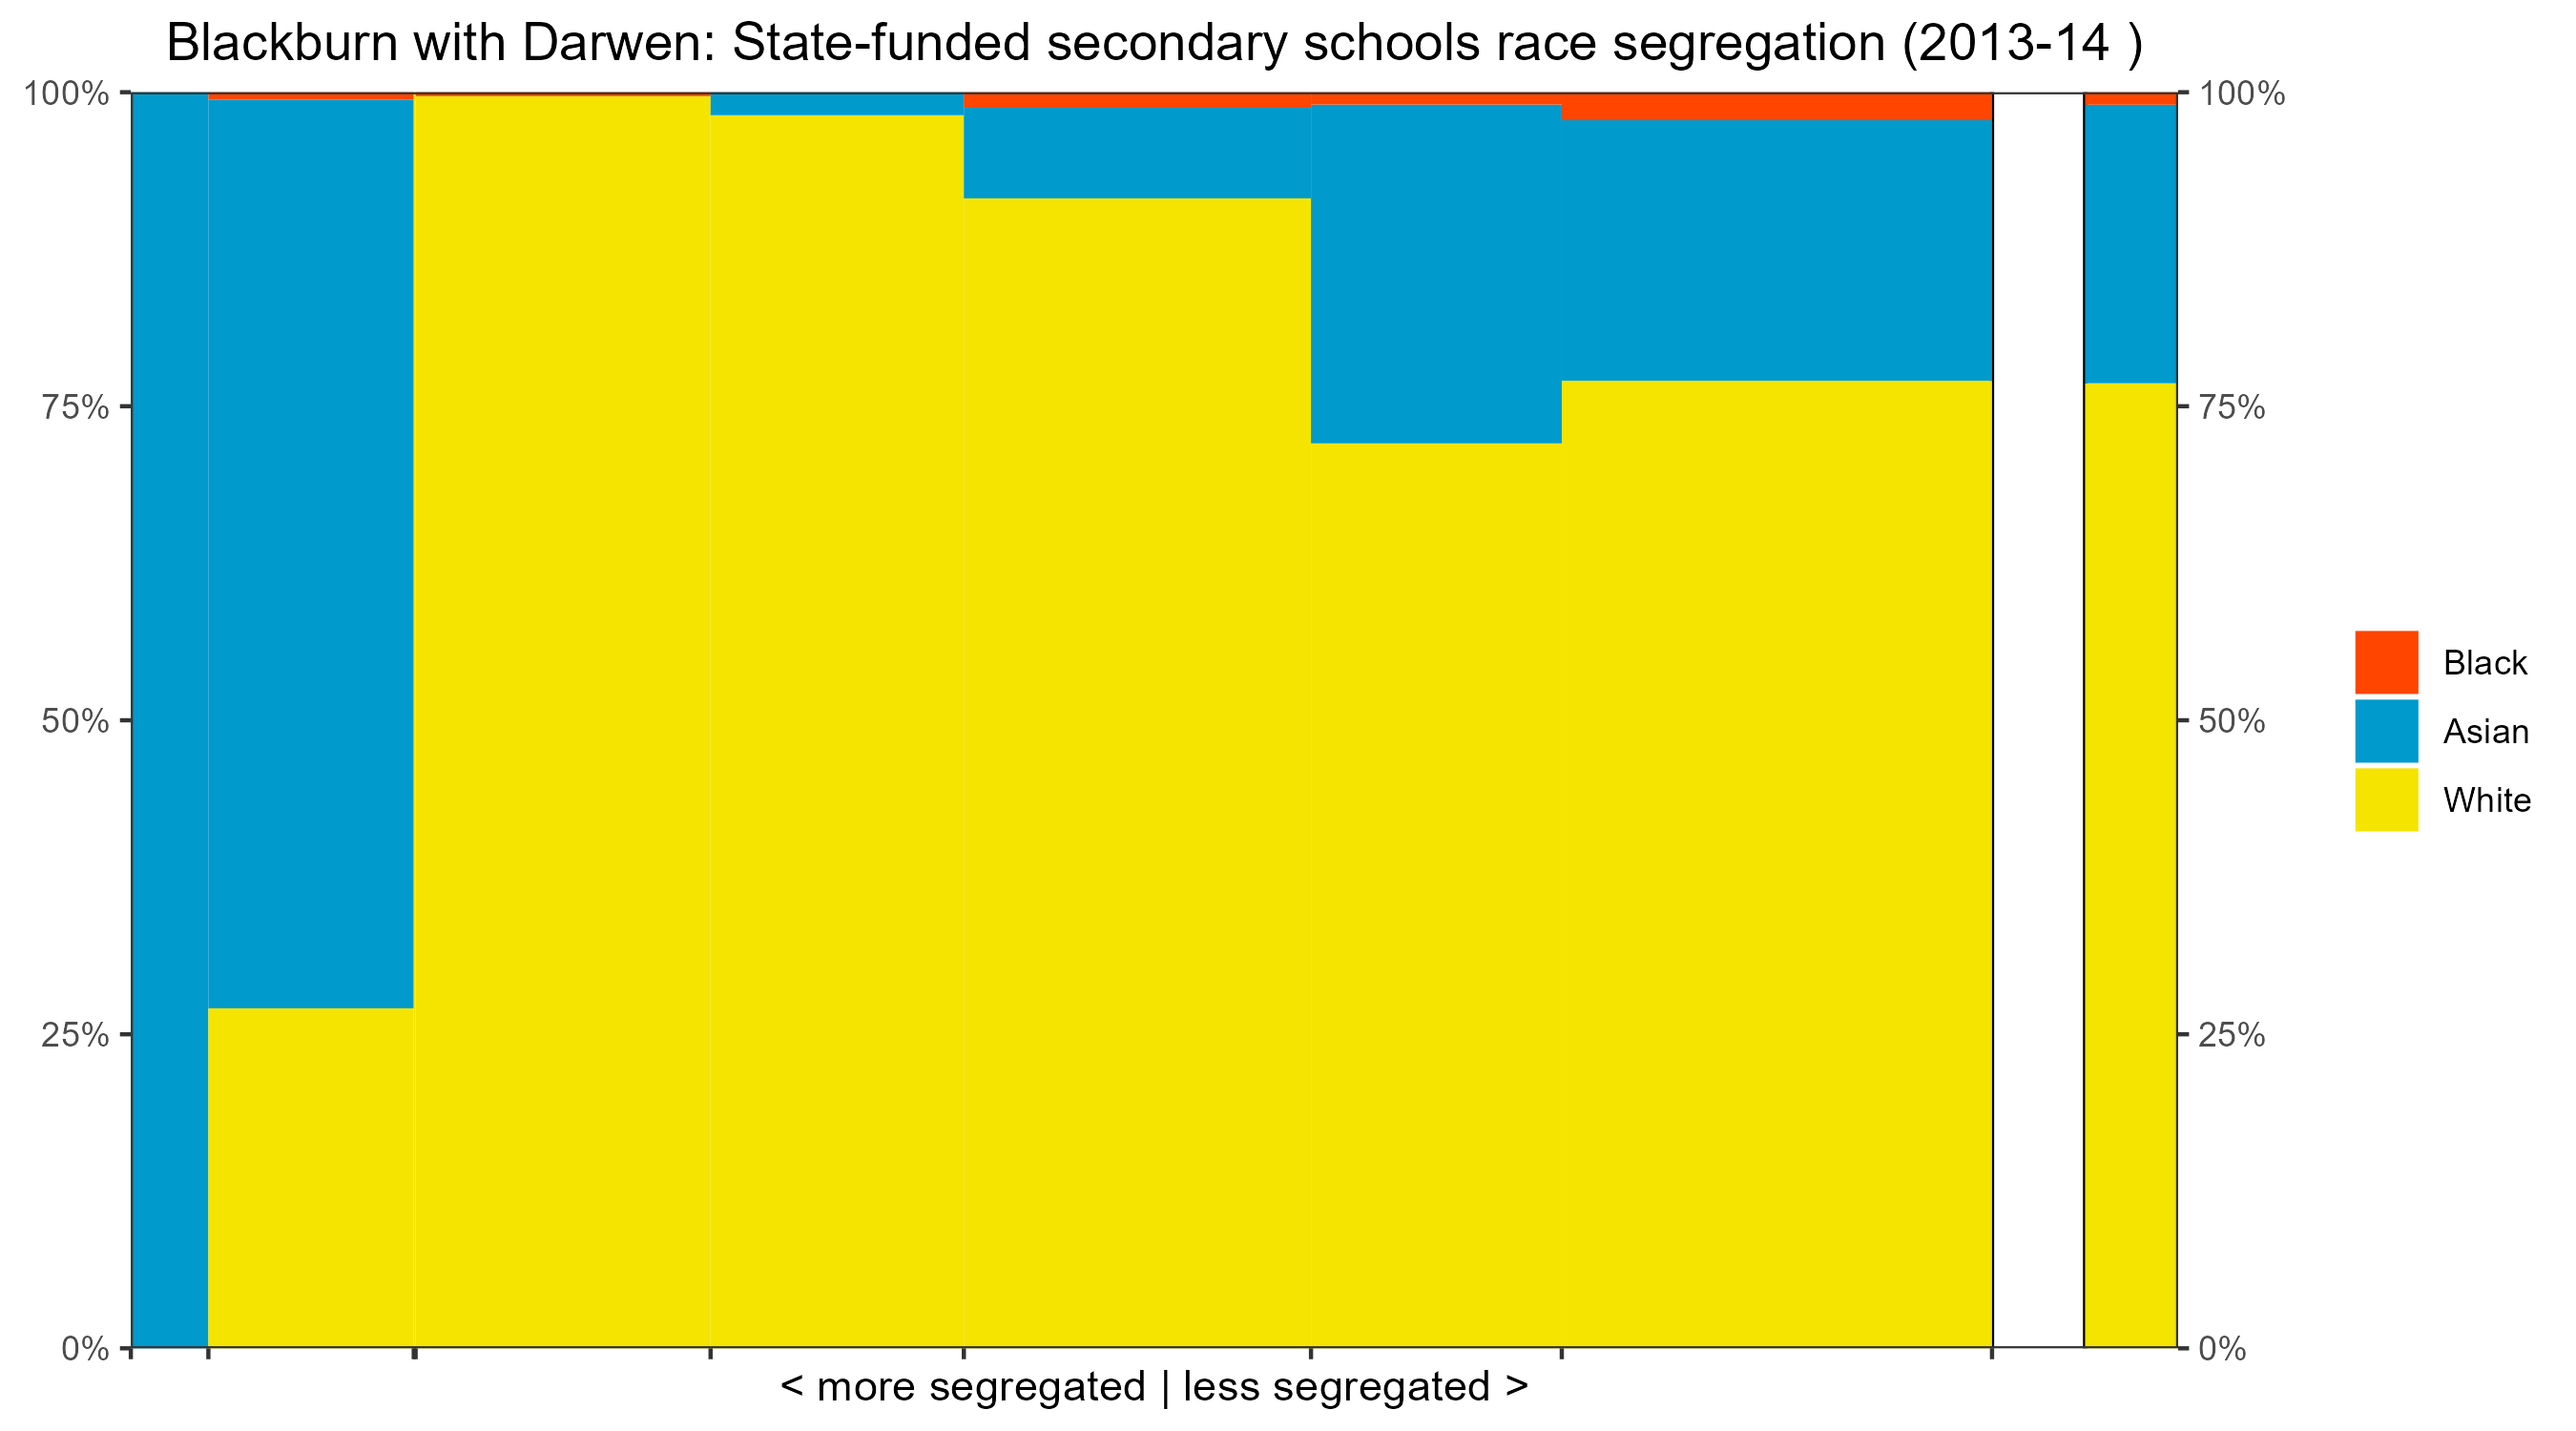 Blackburn with Darwen: State-funded secondary schools race segregation (2013-14 )
100%
75%
50%
25%
0%
100%
75%
50%
25%
0%
Black
Asian
White
< more segregated | less segregated >